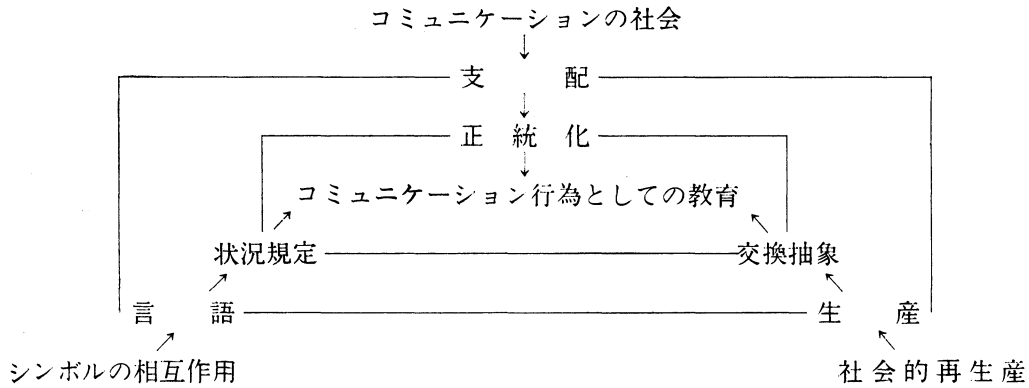 コミュニケーションの社会
支配
正統化
コミュニケーション行為としての教育
状況規定 交換抽象
言語 生産
シンボルの相互作用 社会的再生産